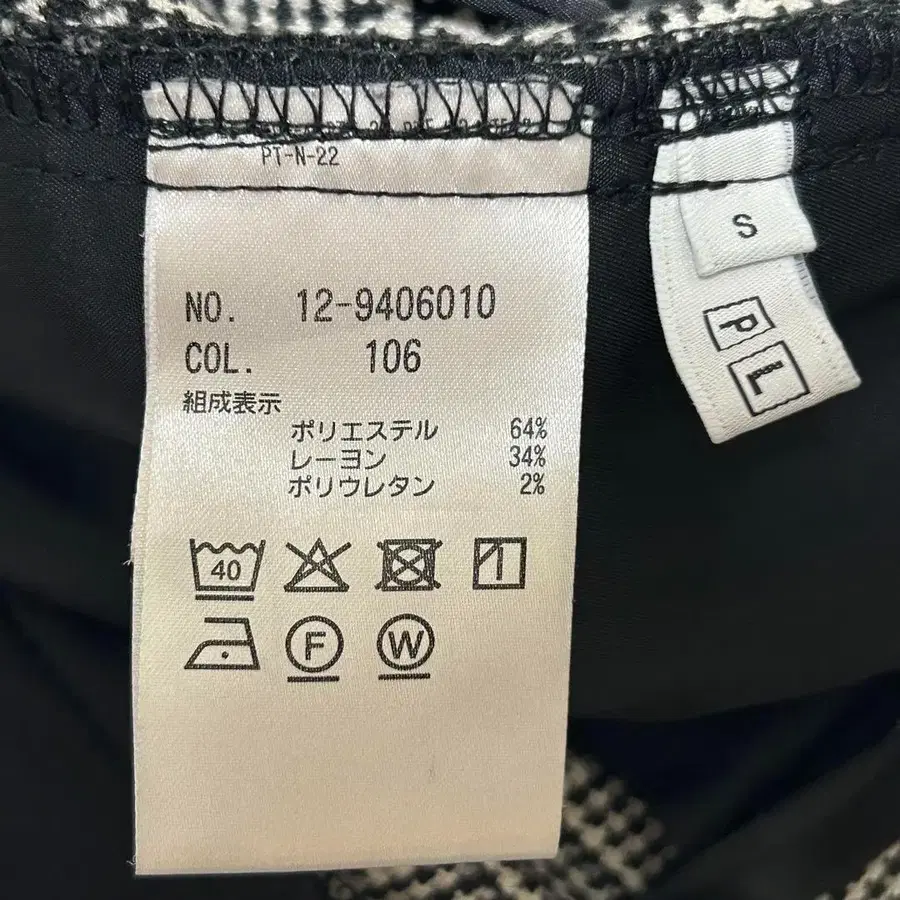 PT-N-22
NO. 12-9406010
COL. 106
組成表示
ポリエステル 64%
レーヨン 34%
ポリウレタン 2%
40
F W
S
PL